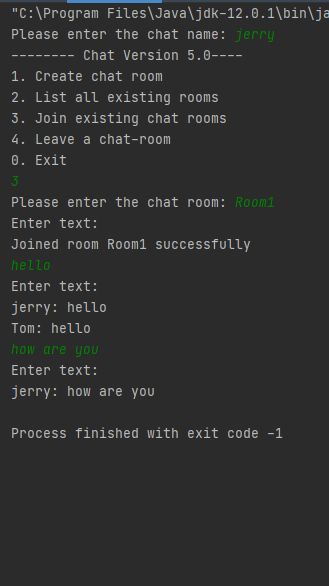 "C:\Program Files\Java\jdk-12.0.1\bin\ja
Please enter the chat name: jerry
-------- Chat Version 5.0----
1. Create chat room
2. List all existing rooms
3. Join existing chat rooms
4. Leave a chat-room
0. Exit
3
Please enter the chat room: Room1
Enter text:
Joined room Room1 successfully
hello
Enter text:
jerry: hello
Tom: hello
how are you
Enter text:
jerry: how are you
Process finished with exit code -1